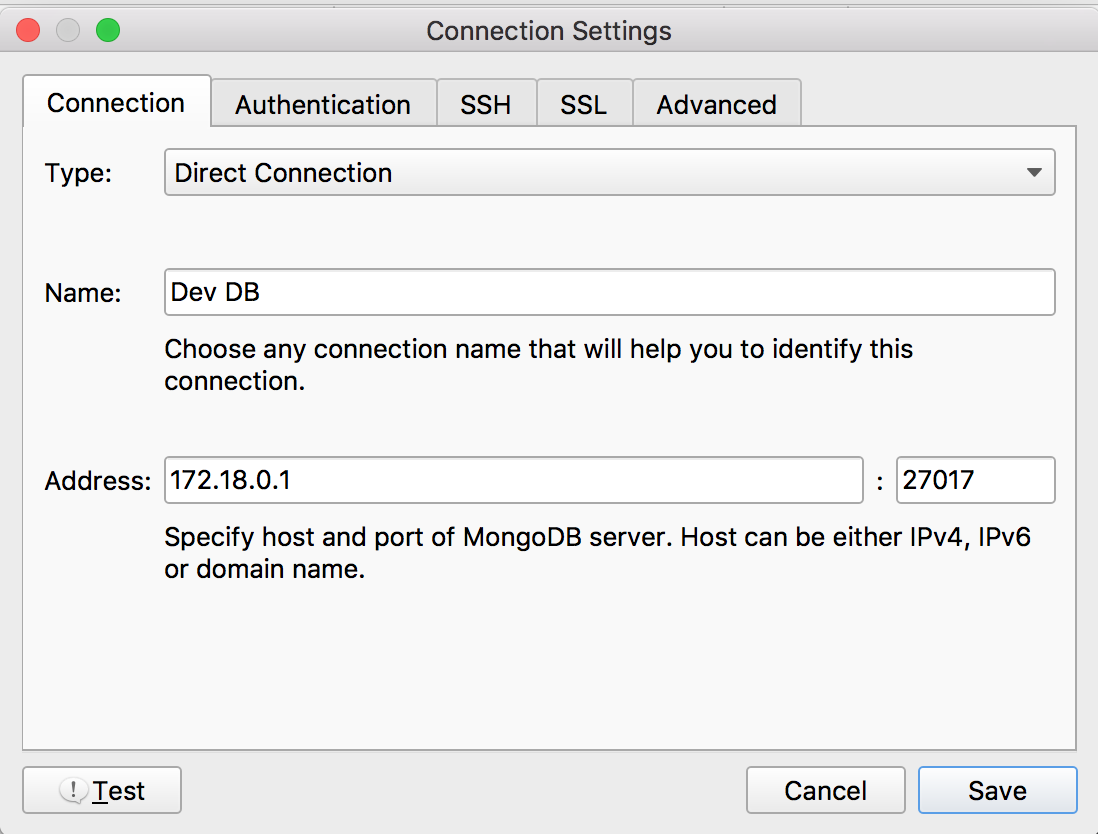 Connection Settings
Connection Authentication SSH SSL Advanced
Type: Direct Connection
Name: Dev DB
Choose any connection name that will help you to identify this
connection.
Address: 172.18.0.1 : 27017
Specify host and port of MongoDB server. Host can be either IPv4, IPv6
or domain name.
! Test Cancel Save